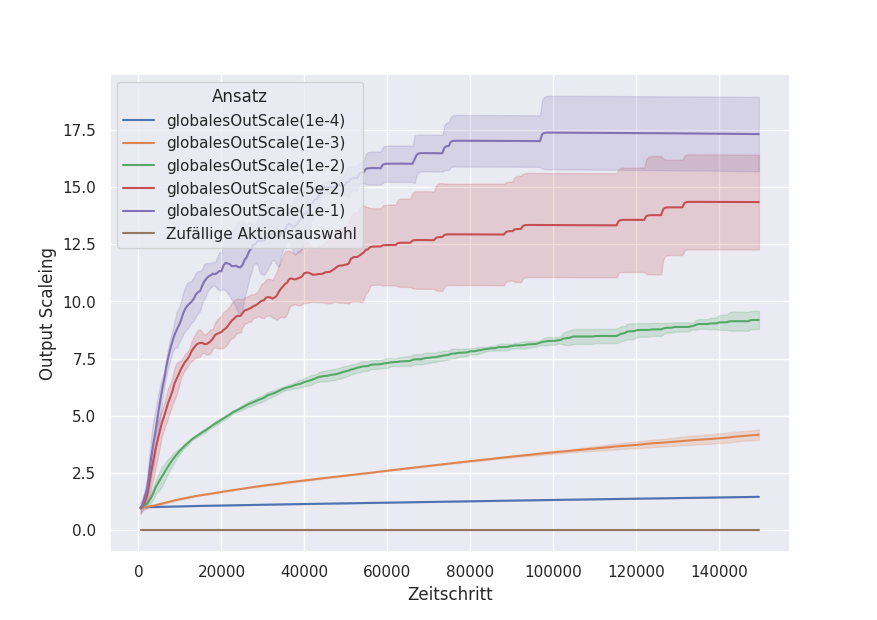 Ansatz
globalesOutScale(1e-4)
globalesOutScale(1e-3)
globalesOutScale(1e-2)
globalesOutScale(5e-2)
globalesOutScale(1e-1)
Zufällige Aktionsauswahl
17.5
15.0
12.5
10.0
7.5
5.0
2.5
0.0
Output Scaleing
0 20000 40000 60000 80000 100000 120000 140000
Zeitschritt